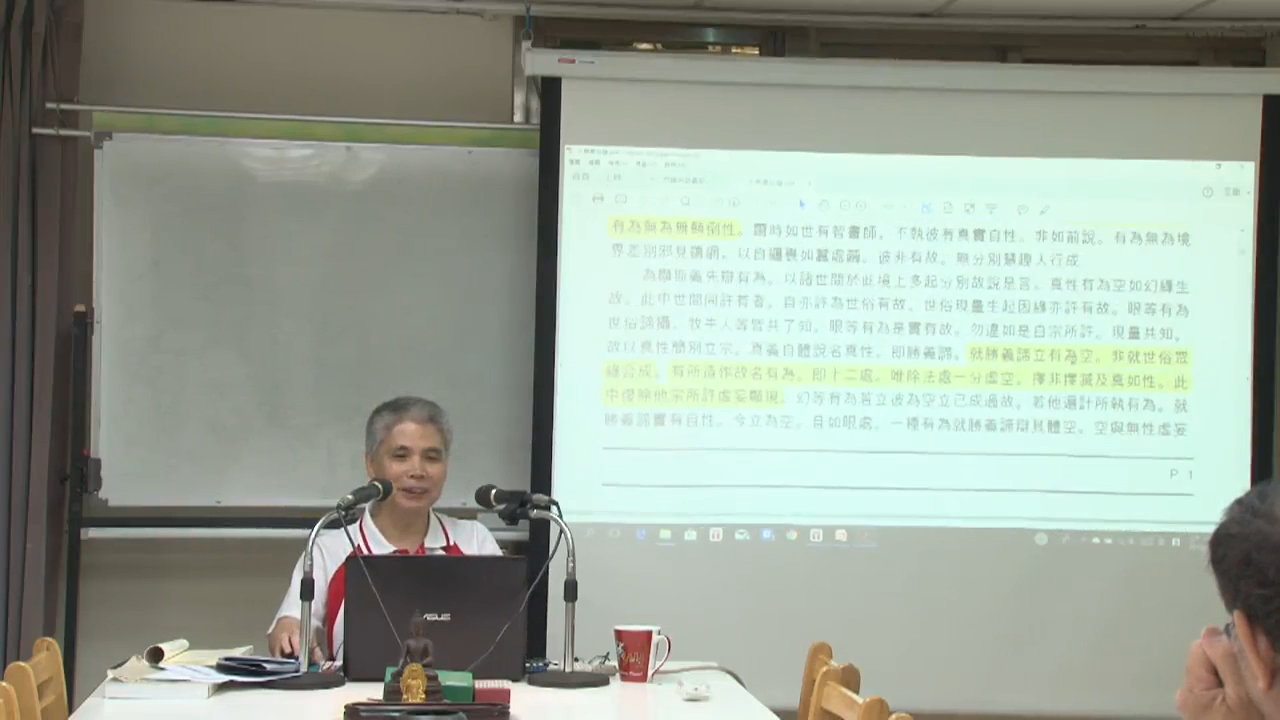 有為無為無顛倒性。爾時如世有智畫師。不執彼有真實自性。非如前說。有為無為境
界差別邪見羂網。以自纏裹如蠶處繭。彼非有故。無分別慧趣入行成
為顯斯義先辯有為。以諸世間於此境上多起分別故說是言。真性有為空如幻緣生
故。此中世間同許有者。自亦許為世俗有故。世俗現量生起因緣亦許有故。眼等有為
世俗諦攝。牧牛人等皆共了知。眼等有為是實有故。勿違如是自宗所許。現量共知。
故以真性簡別立宗。真義自體說名真性。即勝義諦。就勝義諦立有為空。非就世俗眾
緣合成。有所造作故名有為。即十二處。唯除法處一分虛空。擇非擇滅及真如性。此
中復除他宗所許虛妄顯現。幻等有為若立彼為空立已成過故。若他遍計所執有為。就
勝義諦實有自性。今立為空。且如眼處。一種有為就勝義諦辯其體空。空與無性虛妄
P 1
ASUS